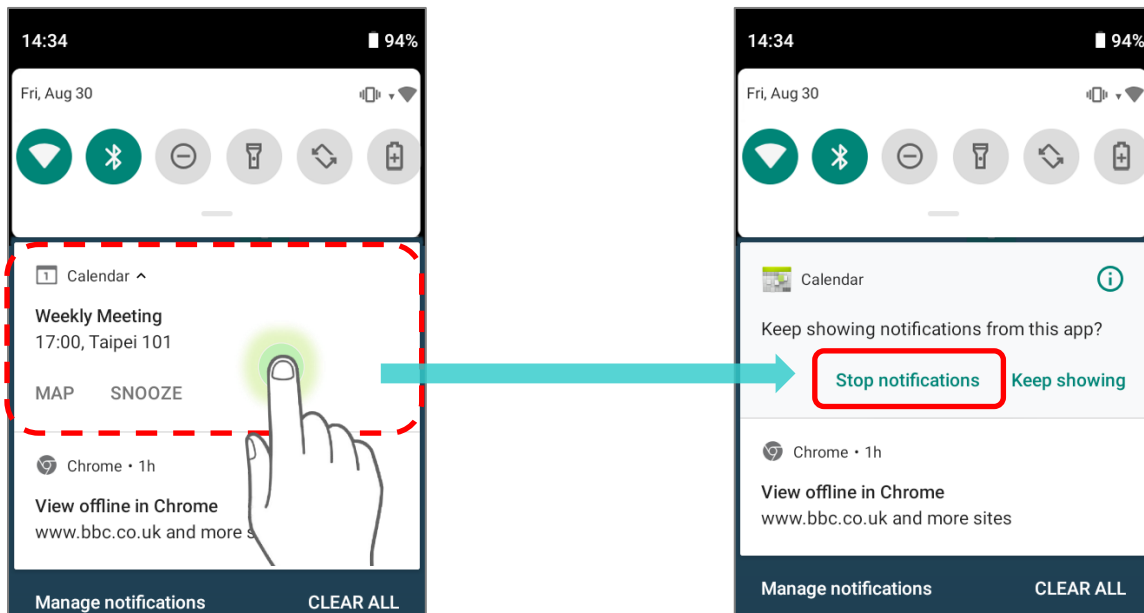 14:34 94%
Fri, Aug 30
1 Calendar
Weekly Meeting
17:00, Taipei 101
MAP SNOOZE
Chrome • 1h
View offline in Chrome
www.bbc.co.uk and more
Manage notifications CLEAR ALL
14:34 94%
Fri, Aug 30
Calendar
Keep showing notifications from this app?
Stop notifications Keep showing
Chrome • 1h
View offline in Chrome
www.bbc.co.uk and more sites
Manage notifications CLEAR ALL